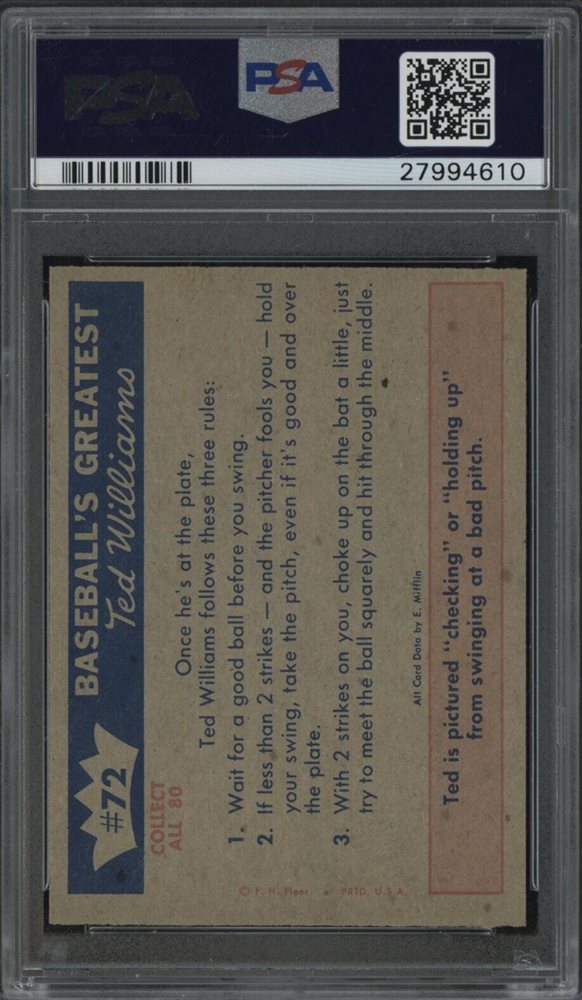 PSA
PSA
27994610
#72
BASEBALL'S GREATEST
Ted Williams
COLLECT
ALL 80
Once he's at the plate,
Ted Williams follows these three rules:
1. Wait for a good ball before you swing.
2. If less than 2 strikes — and the pitcher fools you — hold
your swing, take the pitch, even if it's good and over
the plate.
3. With 2 strikes on you, choke up on the bat a little, just
try to meet the ball squarely and hit through the middle.
All Card Data by E. Mifflin
© F. H. Fleer • PRTD. U.S.A.
Ted is pictured "checking" or "holding up"
from swinging at a bad pitch.
PSA